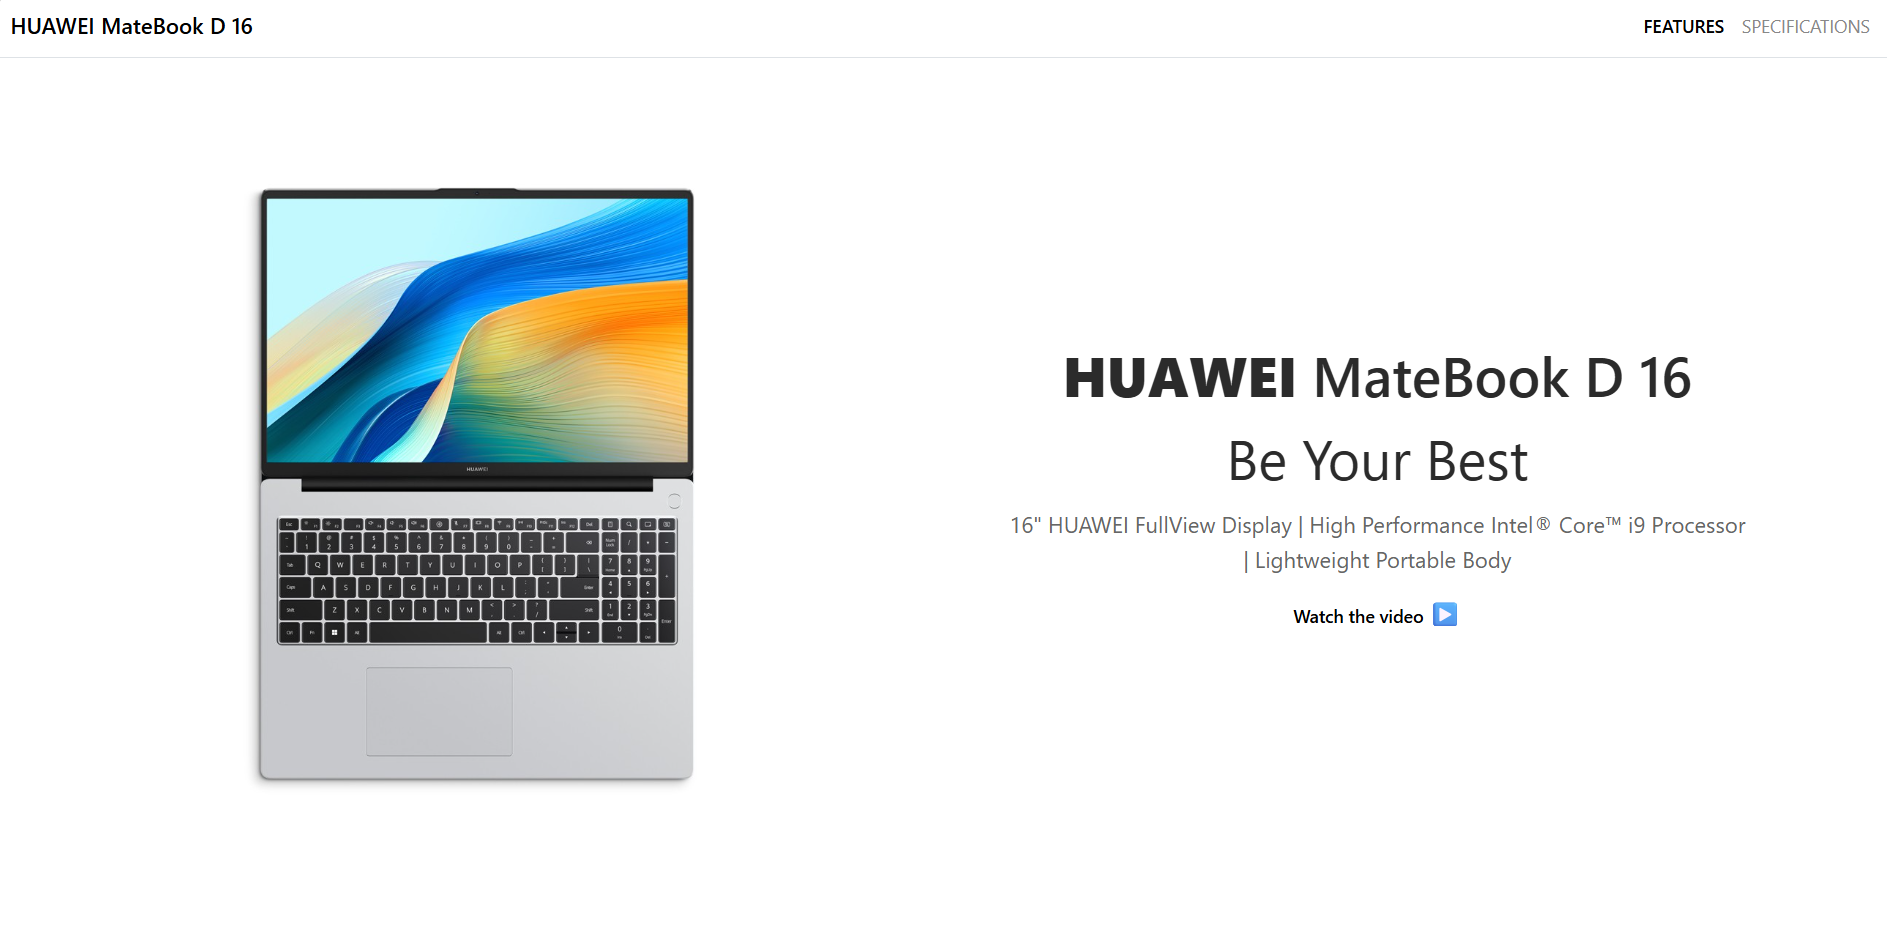 HUAWEI MateBook D 16
FEATURES SPECIFICATIONS
HUAWEI
HUAWEI MateBook D 16
Be Your Best
16" HUAWEI FullView Display | High Performance Intel® Core™ i9 Processor
| Lightweight Portable Body
Watch the video